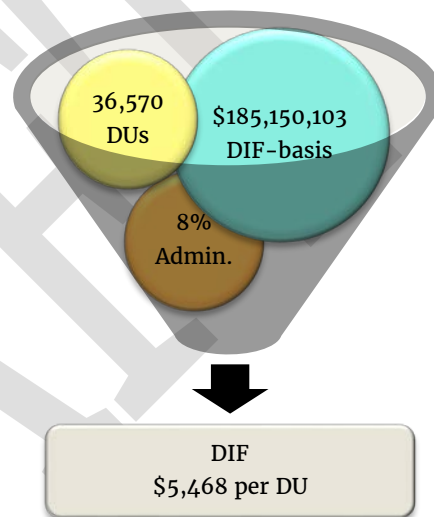 36,570
DUs
$185,150,103
DIF-basis
8%
Admin.
DIF
$5,468 per DU